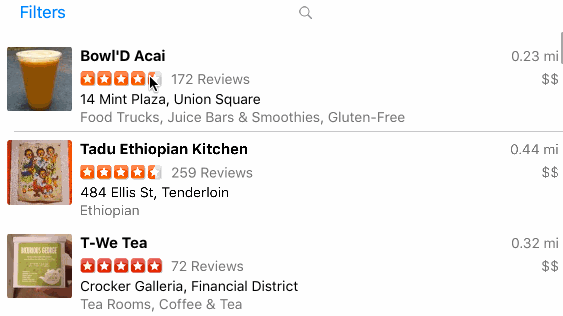 Filters
Bowl'D Acai 0.23 mi
172 Reviews $$
14 Mint Plaza, Union Square
Food Trucks, Juice Bars & Smoothies, Gluten-Free
Tadu Ethiopian Kitchen 0.44 mi
259 Reviews $$
484 Ellis St, Tenderloin
Ethiopian
T-We Tea 0.32 mi
72 Reviews $$
Crocker Galleria, Financial District
Tea Rooms, Coffee & Tea